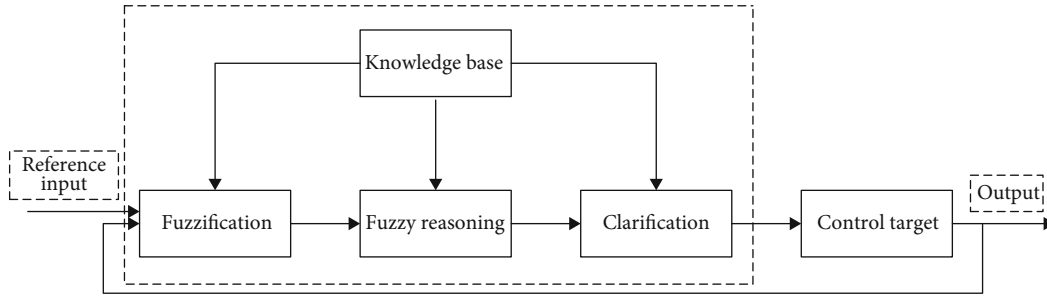 Knowledge base
Reference
input
Fuzzification
Fuzzy reasoning
Clarification
Control target
Output